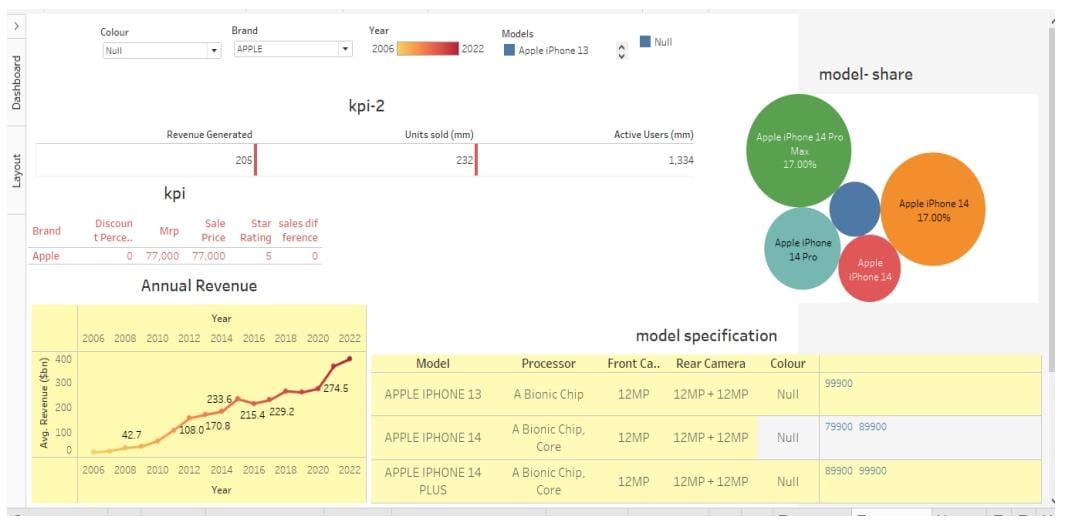 Dashboard
Layout
Colour
Null
Brand
APPLE
Year
2006
2022
Models
Apple iPhone 13
Null
model- share
kpi-2
Revenue Generated
Units sold (mm)
Active Users (mm)
205
232
1,334
Apple iPhone 14 Pro
Max
17.00%
Apple iPhone 14
17.00%
Apple iPhone
14 Pro
Apple
iPhone 14
kpi
Brand
Discoun
t Perce..
Mrp
Sale
Price
Star
Rating
sales dif
ference
Apple
0
77,000
77,000
5
0
Annual Revenue
Year
2006 2008 2010 2012 2014 2016 2018 2020 2022
Avg. Revenue ($bn)
400
300
200
100
0
42.7
108.0
170.8
233.6
215.4
229.2
274.5
2006 2008 2010 2012 2014 2016 2018 2020 2022
Year
model specification
Model Processor Front Ca.. Rear Camera Colour
APPLE IPHONE 13 A Bionic Chip 12MP 12MP + 12MP Null 99900
APPLE IPHONE 14
A Bionic Chip,
Core
12MP 12MP + 12MP Null 79900 89900
APPLE IPHONE 14
PLUS
A Bionic Chip,
Core
12MP 12MP + 12MP Null 89900 99900